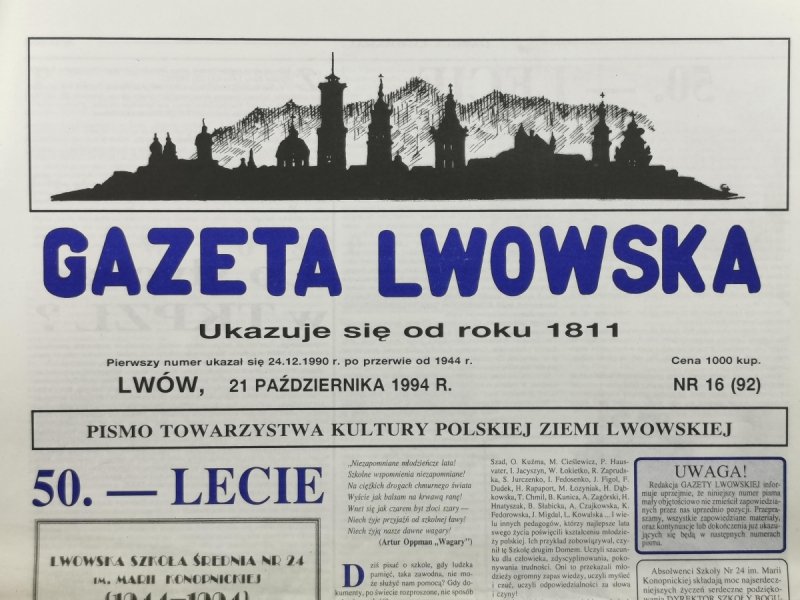 GAZETA LWOWSKA
Ukazuje się od roku 1811
Pierwszy numer ukazał się 24.12.1990 r. po przerwie od 1944 r.
Cena 1000 kup.
LWÓW, 21 PAŹDZIERNIKA 1994 R.
NR 16 (92)
PISMO TOWARZYSTWA KULTURY POLSKIEJ ZIEMI LWOWSKIEJ
50. — LECIE
LWOWSKA SZKOŁA ŚREDNIA NR 24
IM. MARII KONOPNICKIEJ
(1944—1994)
„Niezapomniane młodzieńcze lata!
Szkolne wspomnienia niezapomniane!
Na ciężkich drogach chmurnego świata
Wyście jak balsam na krwawą ranę!
Wset się jak czarem byt złoci szary —
Niech żyje przyjaźń od szkolnej ławy!
Niech żyją nasze dawne wagary"
(Artur Oppman „Wagary")
Dziś pisać o szkole, gdy ludzka
pamięć, taka zawodna, nie mo-
że służyć nam pomocą? Gdy do-
kumenty, po świecie rozproszone, nie sposób
Szad, O. Kuźma, M. Cieślewicz, P. Haus-
vater, I. Jacyszyn, W. Łokietko, R. Zapruds-
ka, S. Jurczenko, I. Fedosenko, J. Figol, F.
Dudek, H. Rapaport, M. Łozyniak, H. Dąb-
kowska, T. Chmil, B. Kunica, A. Zagórski, H.
Hnatyszak, B. Słabicka, A. Czajkowska, K.
Fedorowska, J. Migdal, L. Kowalska ... I wie-
lu innych pedagogów, którzy najlepsze lata
swego życia poświęcili kształceniu młodzie-
ży polskiej. Ich przykład zobowiązywał, czy-
nił tę Szkołę drugim Domem. Uczyli szacun-
ku dla człowieka, zdyscyplinowania, poko-
nywania trudności. Oni to przekazali młod-
zieży ogromny zapas wiedzy, uczyli myśleć
i czuć, uczyli odpowiedzialności za słowa
i czyny!
UWAGA!
Redakcja GAZETY LWOWSKIEJ infor-
muje uprzejmie, że niniejszy numer pisma
mały objętościowo nie zmieścił zapowiedzia-
nych przez nas uprzednio pozycji. Przepra-
szamy, wszystkie zapowiedziane materiały,
oraz kontynuacje lub dokończenia już ukazu-
jących się będą w następnych numerach
pisma.
Absolwenci Szkoły Nr 24 im. Marii
Konopnickiej składają moc najserdecz-
niejszych życzeń serdeczne podzięko-